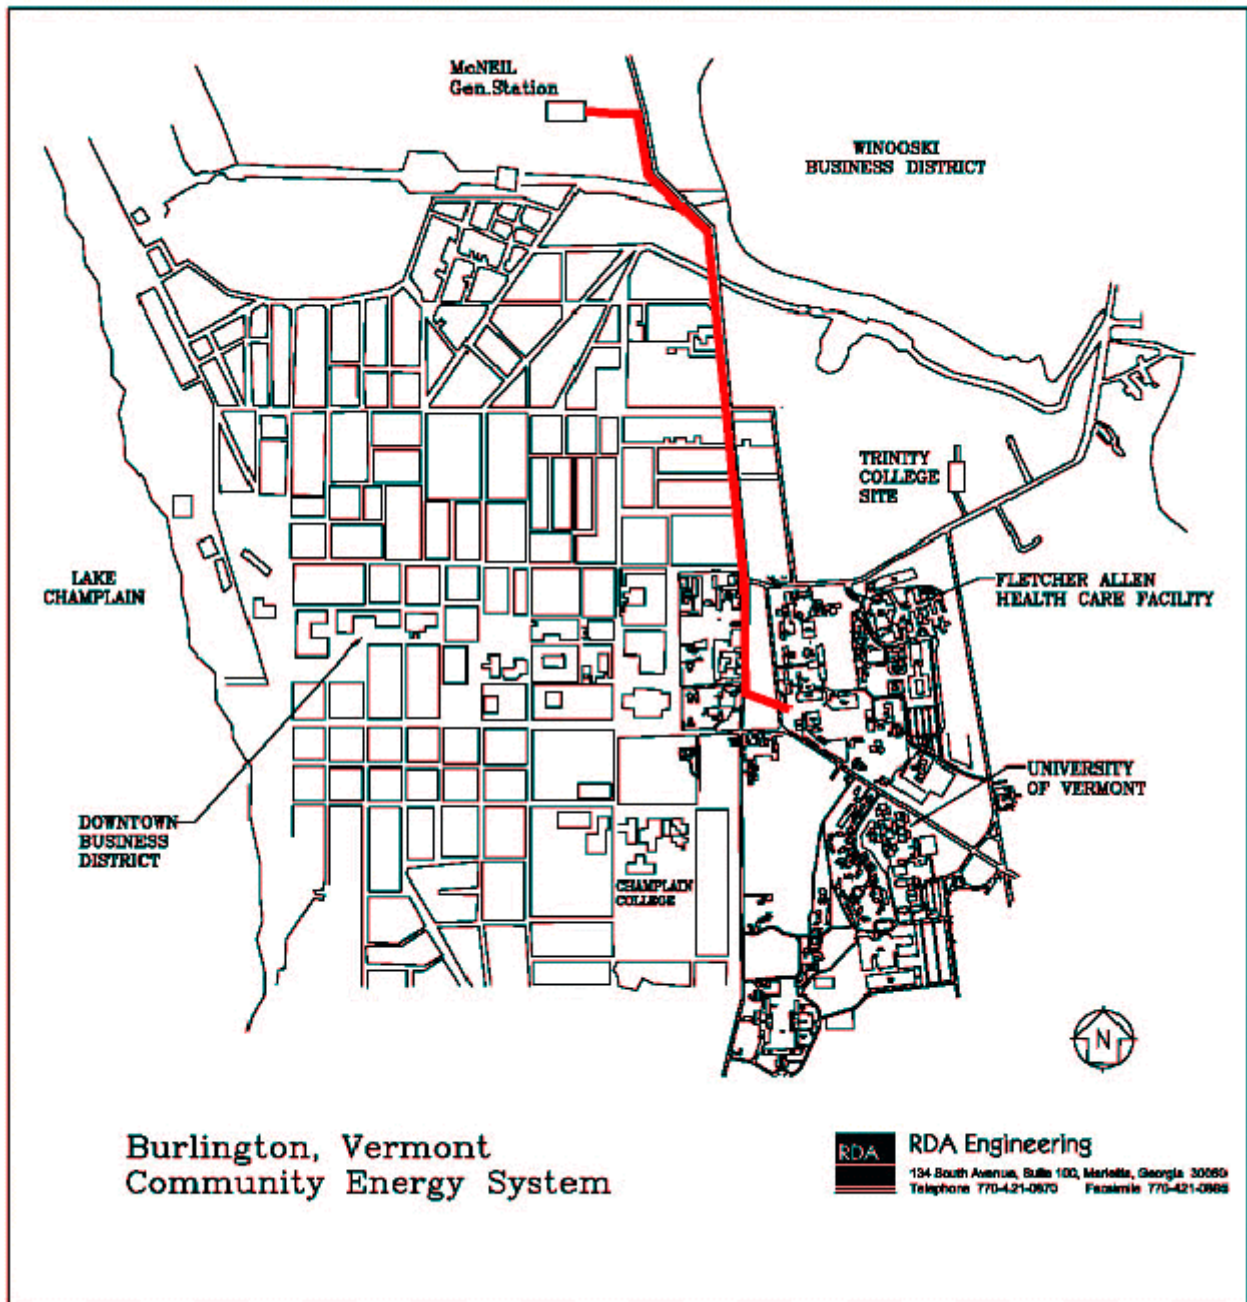 McNEIL
Gen.Station
WINOOSKI
BUSINESS DISTRICT
TRINITY
COLLEGE
SITE
LAKE
CHAMPLAIN
FLETCHER ALLEN
HEALTH CARE FACILITY
UNIVERSITY
OF VERMONT
DOWNTOWN
BUSINESS
DISTRICT
CHAMPLAIN
COLLEGE
N
Burlington, Vermont
Community Energy System
RDA
RDA Engineering
134 South Avenue, Suite 100, Marietta, Georgia
Telephone Facsimile